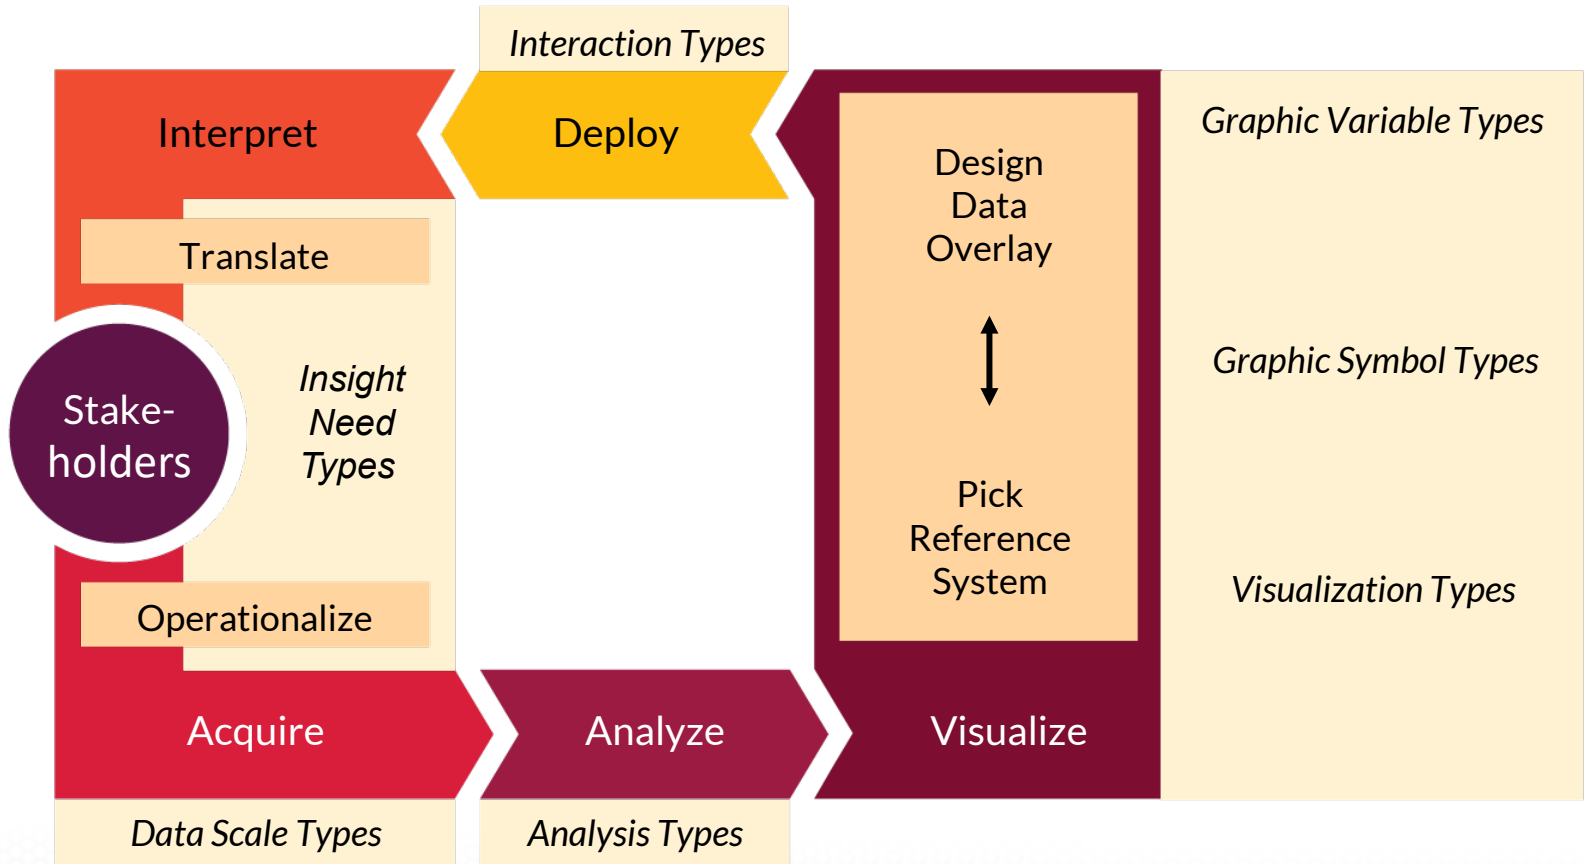 Interaction Types
Interpret
Deploy
Graphic Variable Types
Design
Data
Overlay
Translate
Graphic Symbol Types
Insight
Need
Types
Stake-
holders
Pick
Reference
System
Visualization Types
Operationalize
Acquire
Analyze
Visualize
Data Scale Types
Analysis Types